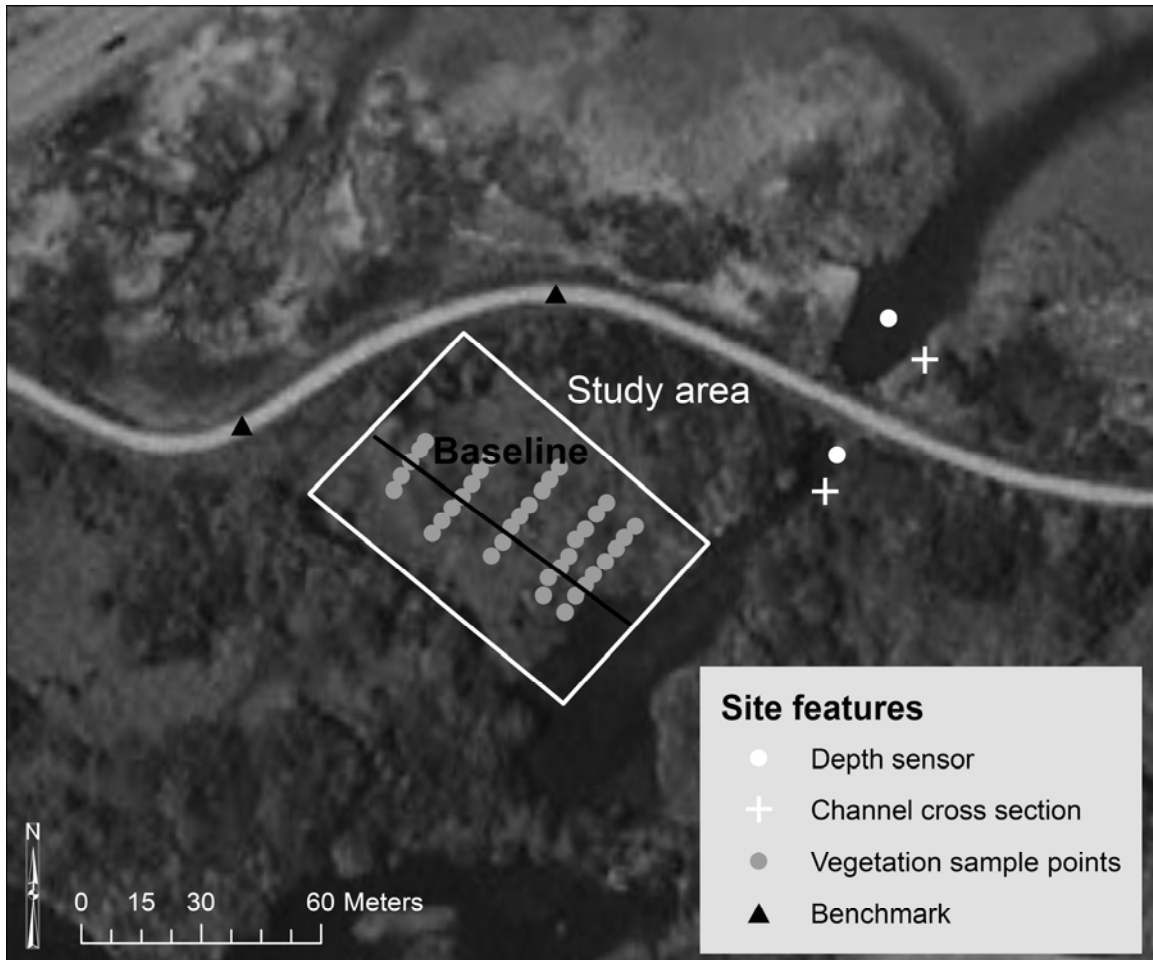 Study area
Baseline
Site features
Depth sensor
Channel cross section
Vegetation sample points
Benchmark
N
0 15 30 60 Meters